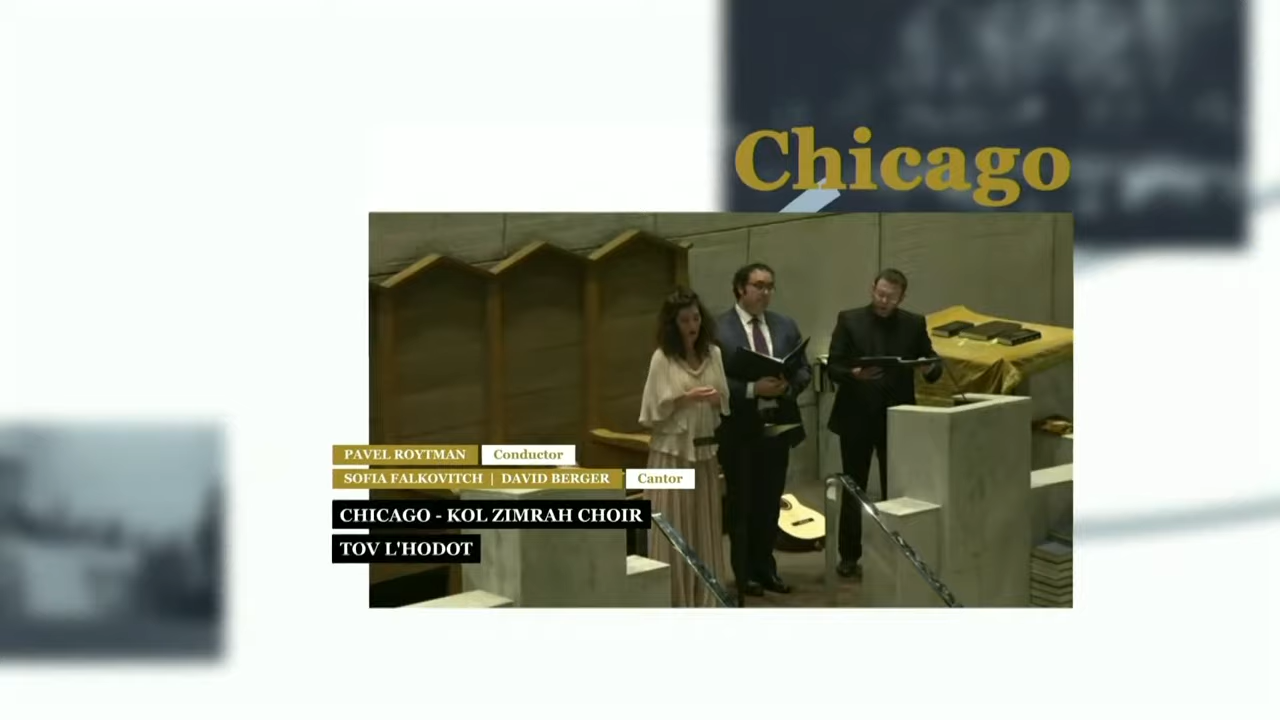 Chicago
PAVEL ROYTMAN Conductor
SOFIA FALKOVITCH | DAVID BERGER Cantor
CHICAGO - KOL ZIMRAH CHOIR
TOV L'HODOT